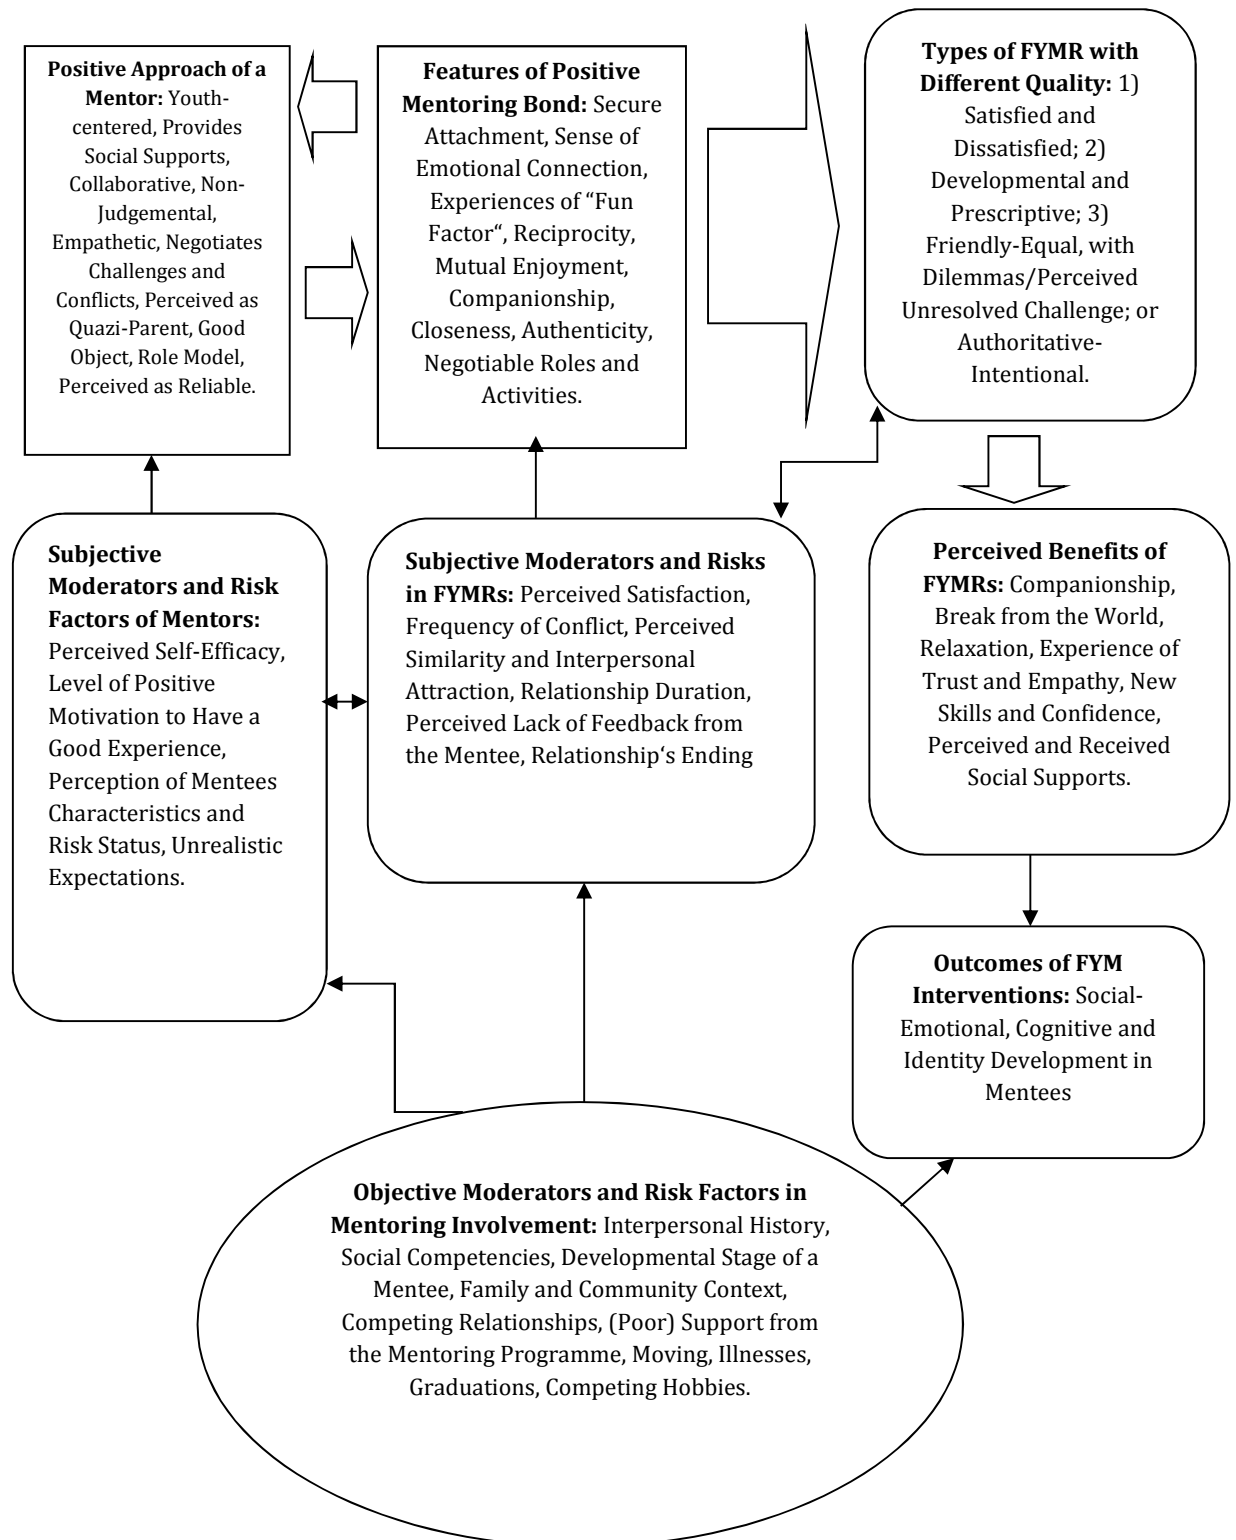 Positive Approach of a
Mentor: Youth-
centered, Provides
Social Supports,
Collaborative, Non-
Judgemental,
Empathetic, Negotiates
Challenges and
Conflicts, Perceived as
Quazi-Parent, Good
Object, Role Model,
Perceived as Reliable.
Features of Positive
Mentoring Bond: Secure
Attachment, Sense of
Emotional Connection,
Experiences of “Fun
Factor“, Reciprocity,
Mutual Enjoyment,
Companionship,
Closeness, Authenticity,
Negotiable Roles and
Activities.
Types of FYMR with
Different Quality: 1)
Satisfied and
Dissatisfied; 2)
Developmental and
Prescriptive; 3)
Friendly-Equal, with
Dilemmas/Perceived
Unresolved Challenge; or
Authoritative-
Intentional.
Subjective
Moderators and Risk
Factors of Mentors:
Perceived Self-Efficacy,
Level of Positive
Motivation to Have a
Good Experience,
Perception of Mentees
Characteristics and
Risk Status, Unrealistic
Expectations.
Subjective Moderators and Risks
in FYMRs: Perceived Satisfaction,
Frequency of Conflict, Perceived
Similarity and Interpersonal
Attraction, Relationship Duration,
Perceived Lack of Feedback from
the Mentee, Relationship‘s Ending
Perceived Benefits of
FYMRs: Companionship,
Break from the World,
Relaxation, Experience of
Trust and Empathy, New
Skills and Confidence,
Perceived and Received
Social Supports.
Outcomes of FYM
Interventions: Social-
Emotional, Cognitive and
Identity Development in
Mentees
Objective Moderators and Risk Factors in
Mentoring Involvement: Interpersonal History,
Social Competencies, Developmental Stage of a
Mentee, Family and Community Context,
Competing Relationships, (Poor) Support from
the Mentoring Programme, Moving, Illnesses,
Graduations, Competing Hobbies.